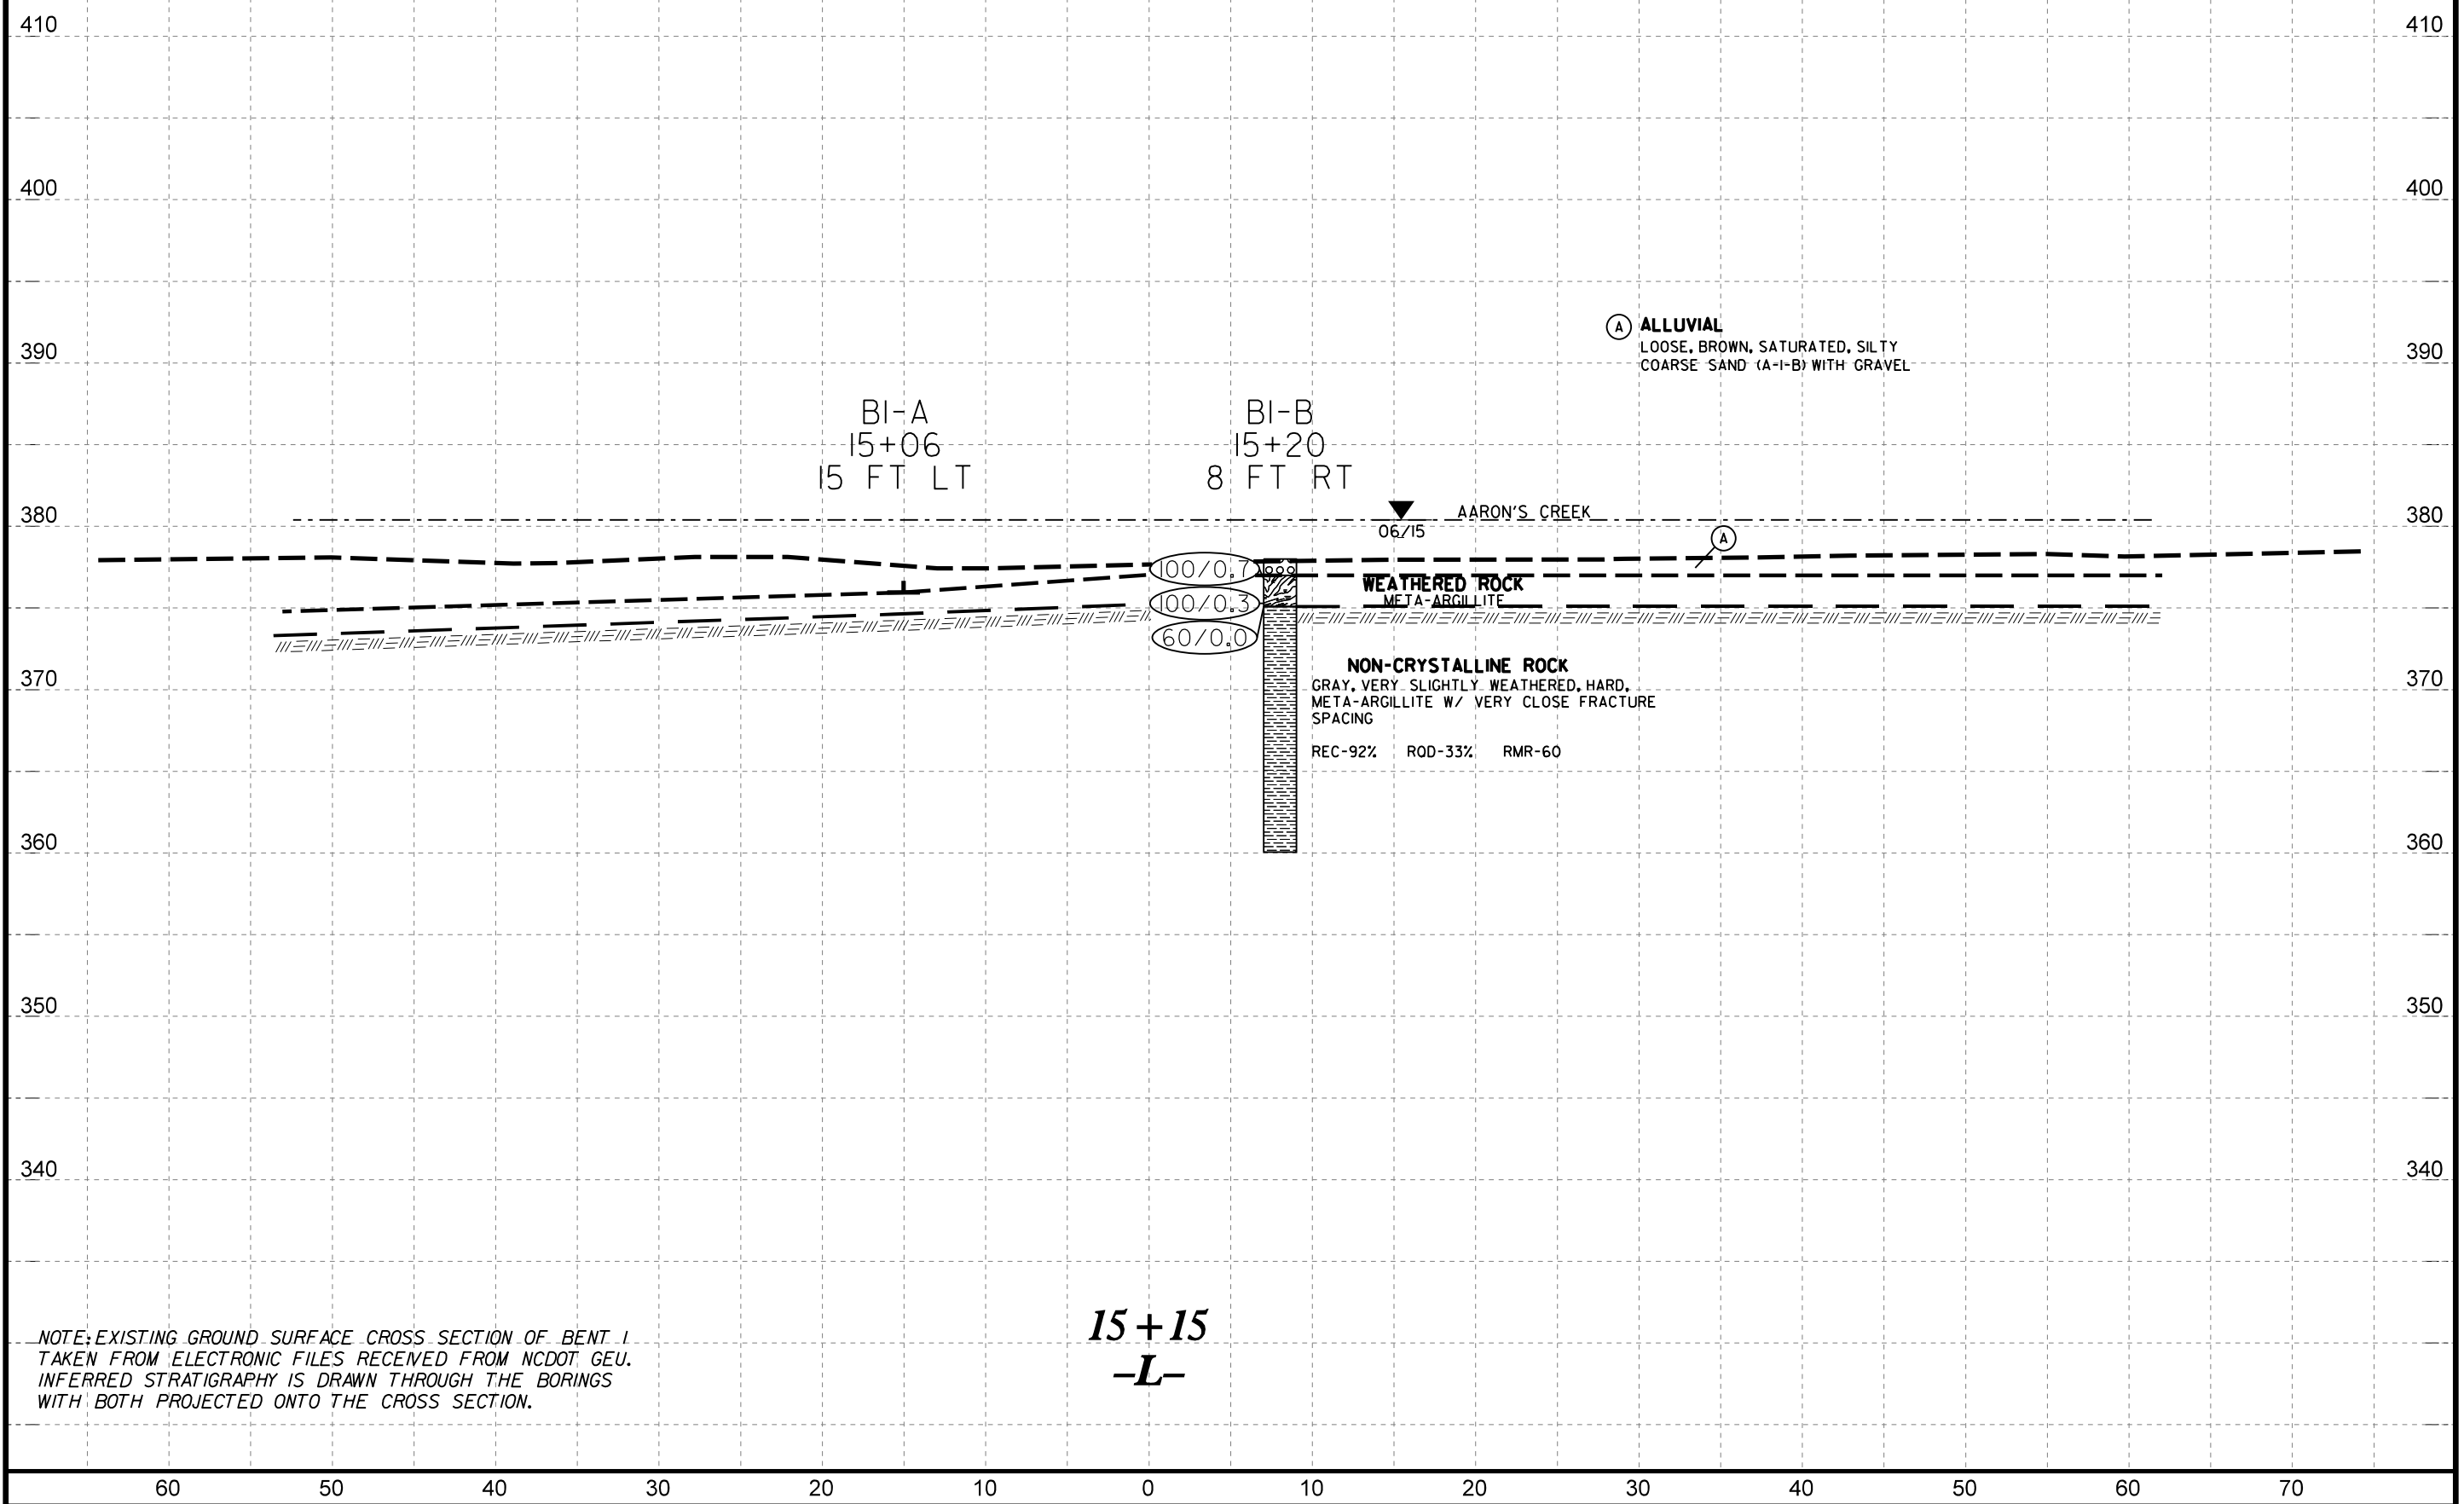 410 410
400 400
A ALLUVIAL
LOOSE, BROWN, SATURATED, SILTY
COARSE SAND (A-1-B) WITH GRAVEL
390 390
B1-A
15+06
15 FT LT
B1-B
15+20
8 FT RT
380 380
AARON'S CREEK
06/15
A
100/0.7
WEATHERED ROCK
META-ARGILLITE
100/0.3
60/0.0
NON-CRYSTALLINE ROCK
370 370
GRAY, VERY SLIGHTLY WEATHERED, HARD,
META-ARGILLITE W/ VERY CLOSE FRACTURE
SPACING
REC-92% RQD-33% RMR-60
360 360
350 350
340 340
15+15
-L-
NOTE: EXISTING GROUND SURFACE CROSS SECTION OF BENT 1
TAKEN FROM ELECTRONIC FILES RECEIVED FROM NCDOT GEU.
INFERRED STRATIGRAPHY IS DRAWN THROUGH THE BORINGS
WITH BOTH PROJECTED ONTO THE CROSS SECTION.
60 50 40 30 20 10 0 10 20 30 40 50 60 70